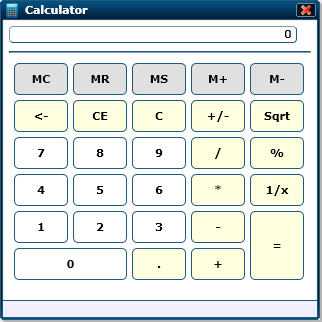 Calculator
0
MC MR MS M+ M-
<- CE C +/- Sqrt
7 8 9 / %
4 5 6 * 1/x
1 2 3 - =
0 . +